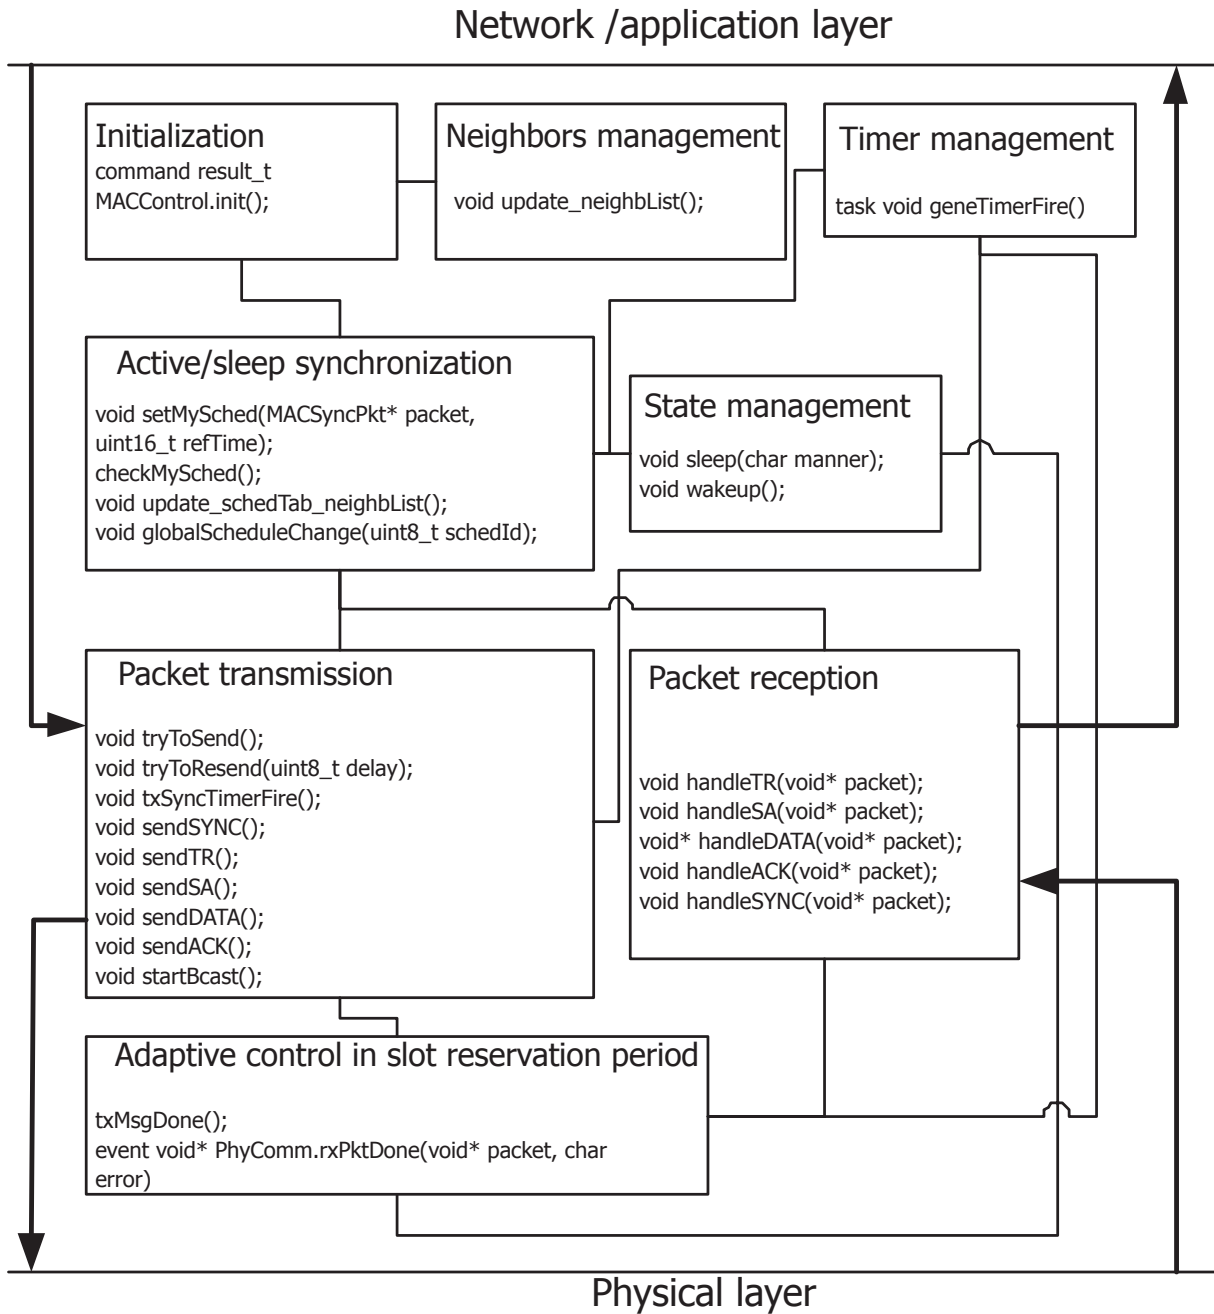 Network /application layer
Initialization
command result_t
MACControl.init();
Neighbors management
void update_neighbList();
Timer management
task void geneTimerFire()
Active/sleep synchronization
void setMySched(MACSyncPkt* packet,
uint16_t refTime);
checkMySched();
void update_schedTab_neighbList();
void globalScheduleChange(uint8_t schedId);
State management
void sleep(char manner);
void wakeup();
Packet transmission
void tryToSend();
void tryToResend(uint8_t delay);
void txSyncTimerFire();
void sendSYNC();
void sendTR();
void sendSA();
void sendDATA();
void sendACK();
void startBcast();
Packet reception
void handleTR(void* packet);
void handleSA(void* packet);
void* handleDATA(void* packet);
void handleACK(void* packet);
void handleSYNC(void* packet);
Adaptive control in slot reservation period
txMsgDone();
event void* PhyComm.rxPktDone(void* packet, char
error)
Physical layer